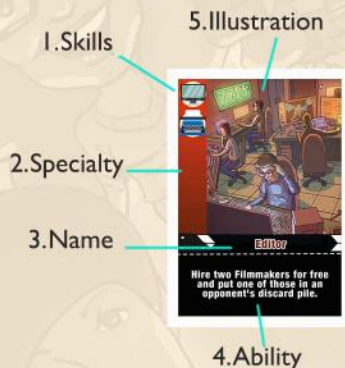 5.Illustration
1.Skills
2.Specialty
3.Name
Editor
Hire two Filmmakers for free
and put one of those in an
opponent's discard pile.
4.Ability